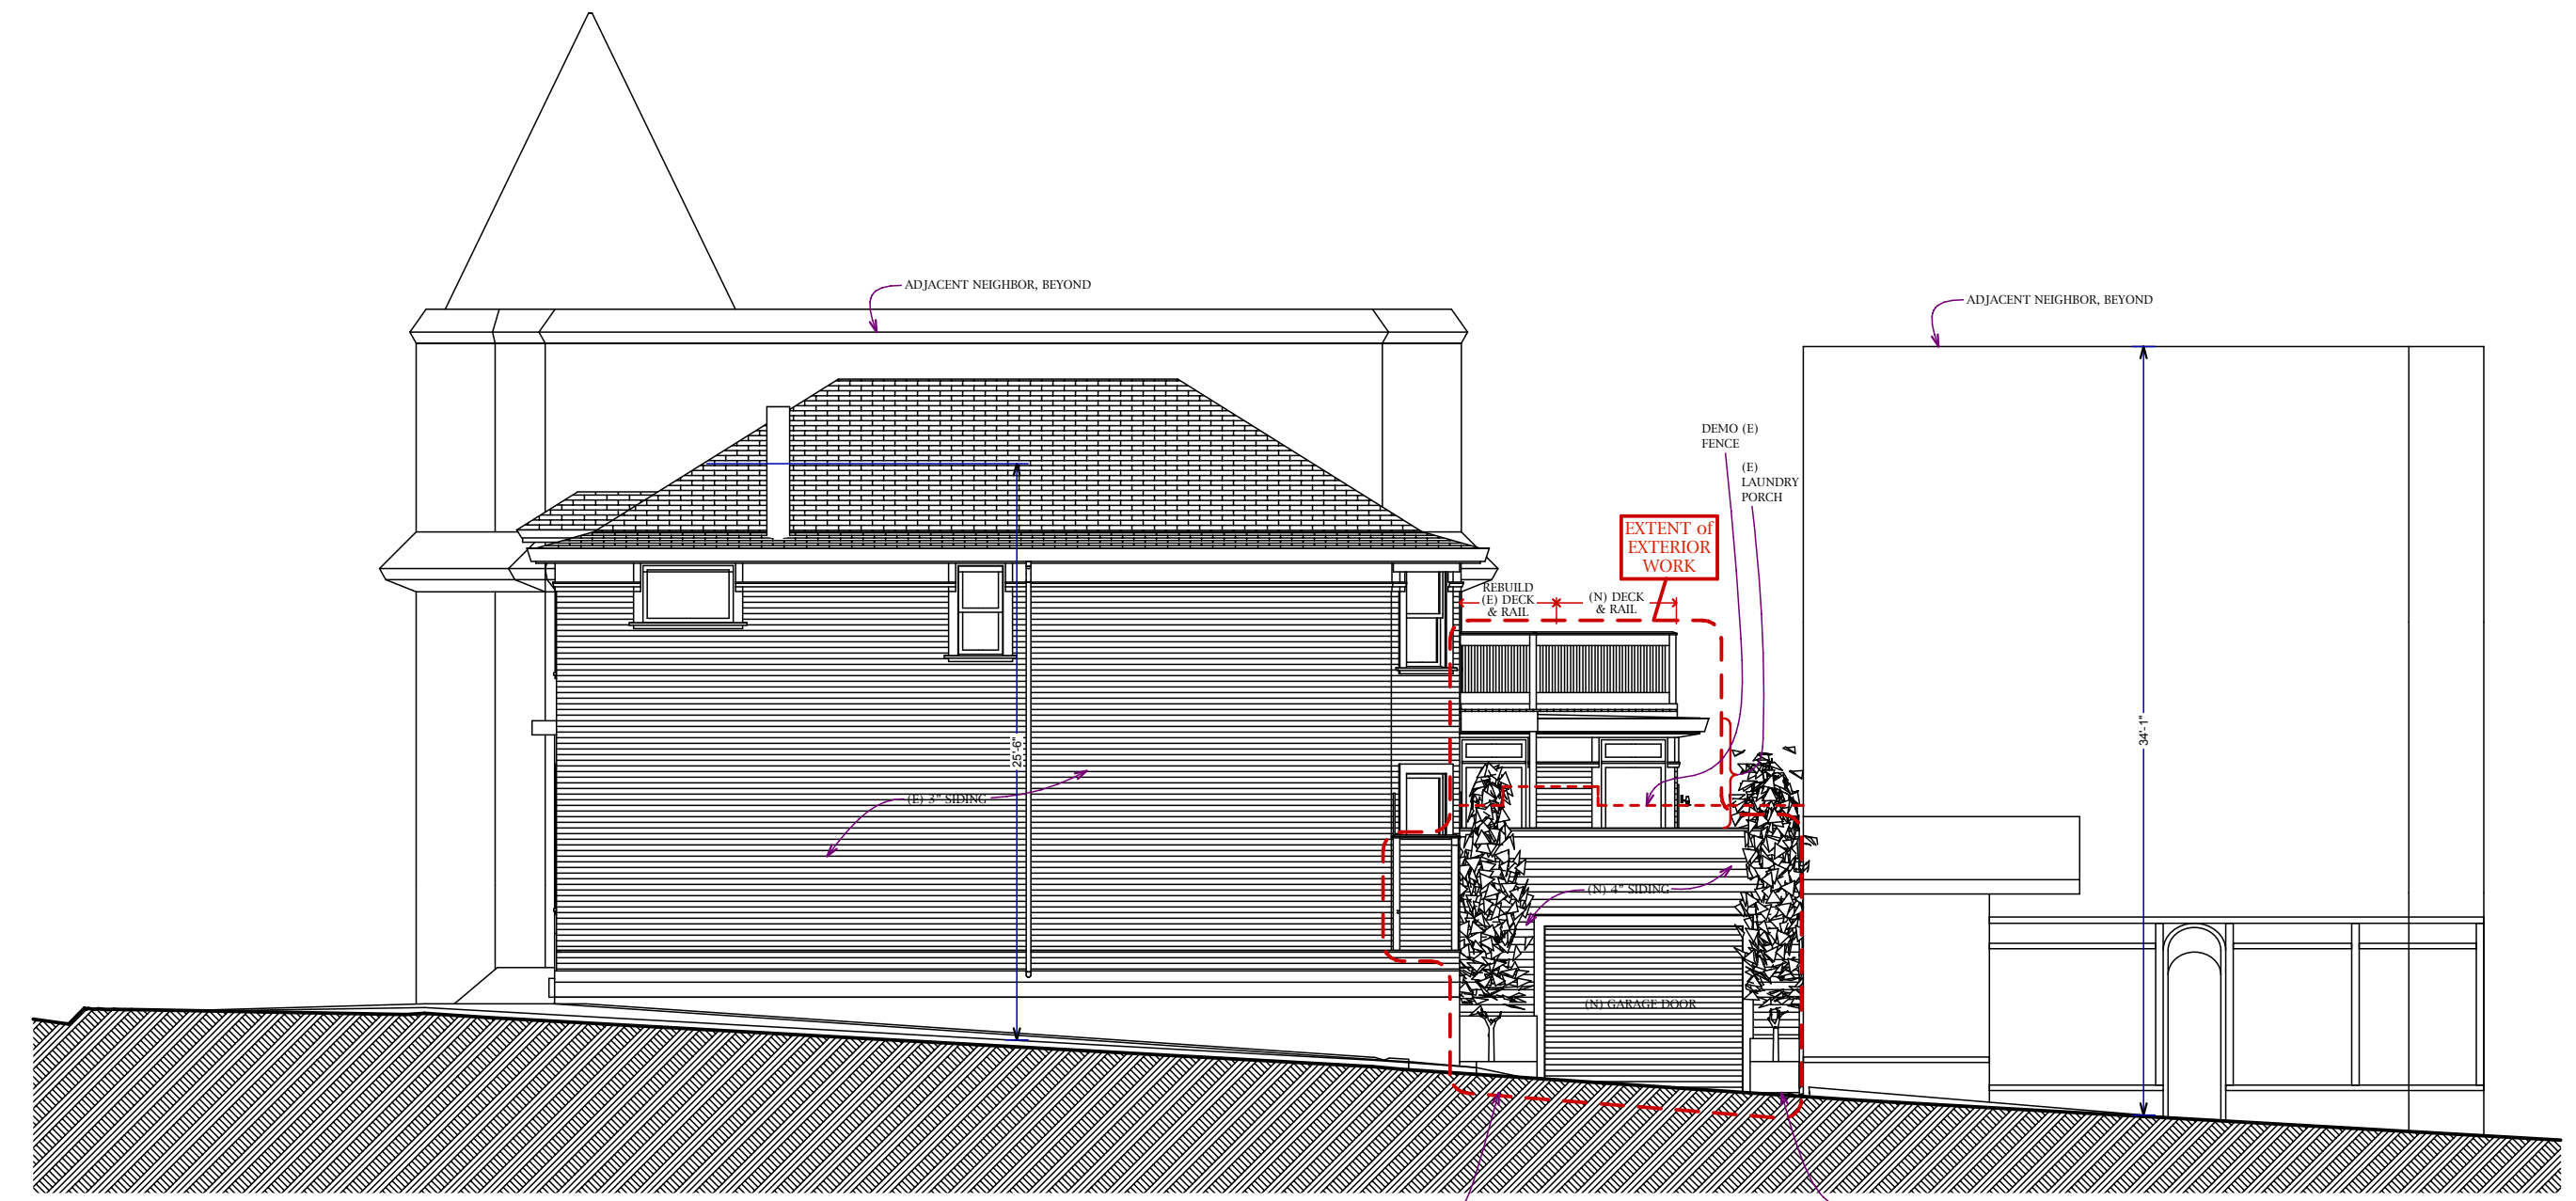 ADJACENT NEIGHBOR, BEYOND
ADJACENT NEIGHBOR, BEYOND
DEMO (E)
FENCE
(E)
LAUNDRY
PORCH
EXTENT of
EXTERIOR
WORK
REBUILD
(E) DECK
& RAIL
(N) DECK
& RAIL
25'-6"
34'-1"
(E) 3" SIDING
(N) 4" SIDING
(N) GARAGE DOOR